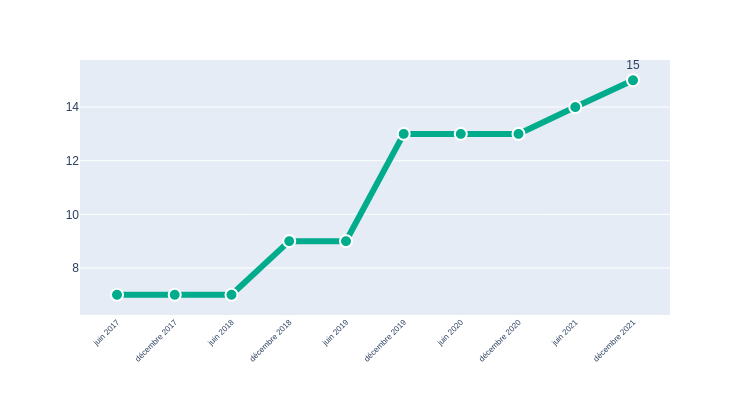 15
14
12
10
8
juin 2017
décembre 2017
juin 2018
décembre 2018
juin 2019
décembre 2019
juin 2020
décembre 2020
juin 2021
décembre 2021